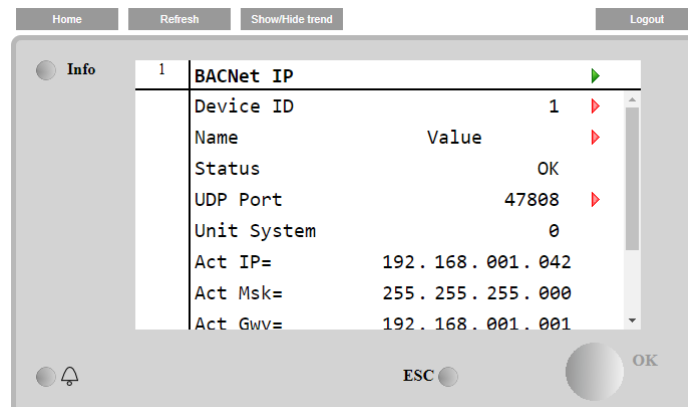 Home Refresh Show/Hide trend Logout
Info
1 BACNet IP
Device ID 1
Name Value
Status OK
UDP Port 47808
Unit System 0
Act IP= 192.168.001.042
Act Msk= 255.255.255.000
Act Gwy= 192.168.001.001
ESC OK